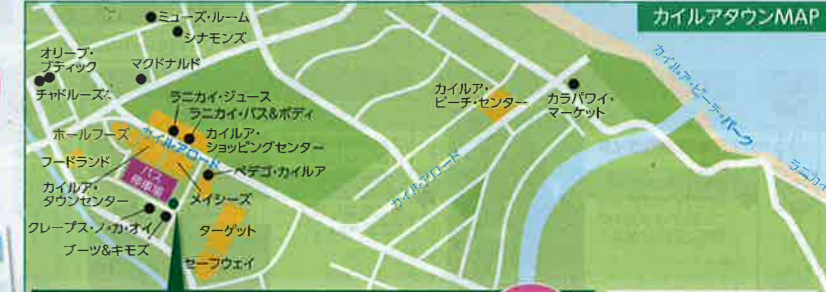 カイルアタウンMAP
ミューズ・ルーム
シナモンズ
オリーブ・
ブティック
マクドナルド
チャドルーズ
ラニカイ・ジュース
ラニカイ・バス&ボディ
カイルア・
ショッピングセンター
ホールフーズ
カイルアロード
フードランド
ペデゴ・カイルア
バス
停車場
カイルア・
タウンセンター
メイシーズ
クレープス・ノ・カ・オイ
ブーツ&キモズ
ターゲット
セーフウェイ
カイルア・
ビーチ・センター
カラパワイ・
マーケット
カイルアロード
カイルア・ビーチ・パーク
ラニカイ